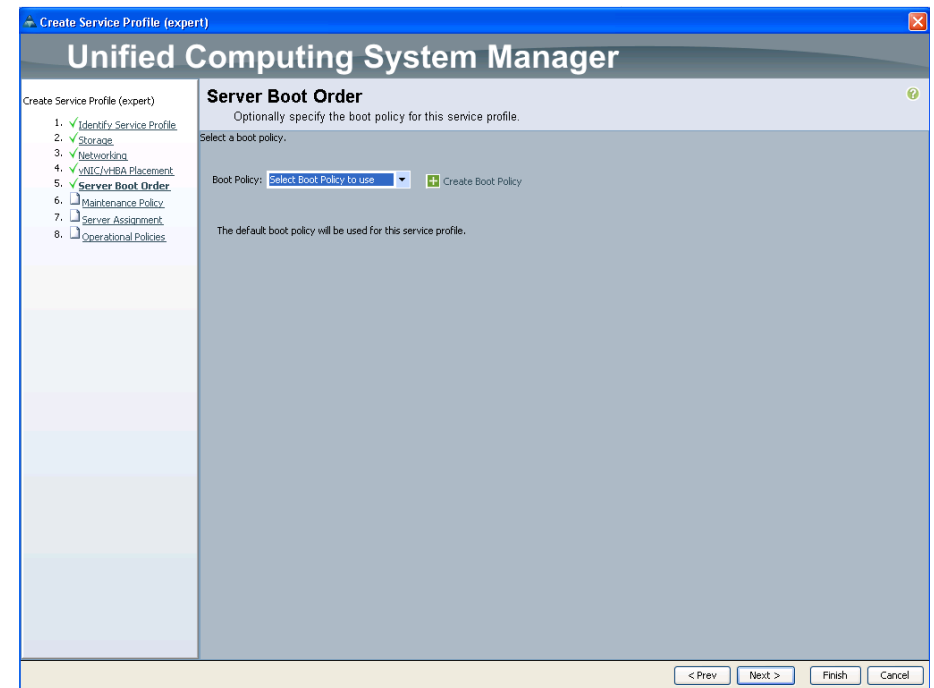 Create Service Profile (expert)
Unified Computing System Manager
Create Service Profile (expert)
1. Identify Service Profile
2. Storage
3. Networking
4. vNIC/vHBA Placement
5. Server Boot Order
6. Maintenance Policy
7. Server Assignment
8. Operational Policies
Server Boot Order
Optionally specify the boot policy for this service profile.
Select a boot policy.
Boot Policy: Select Boot Policy to use Create Boot Policy
The default boot policy will be used for this service profile.
< Prev Next > Finish Cancel